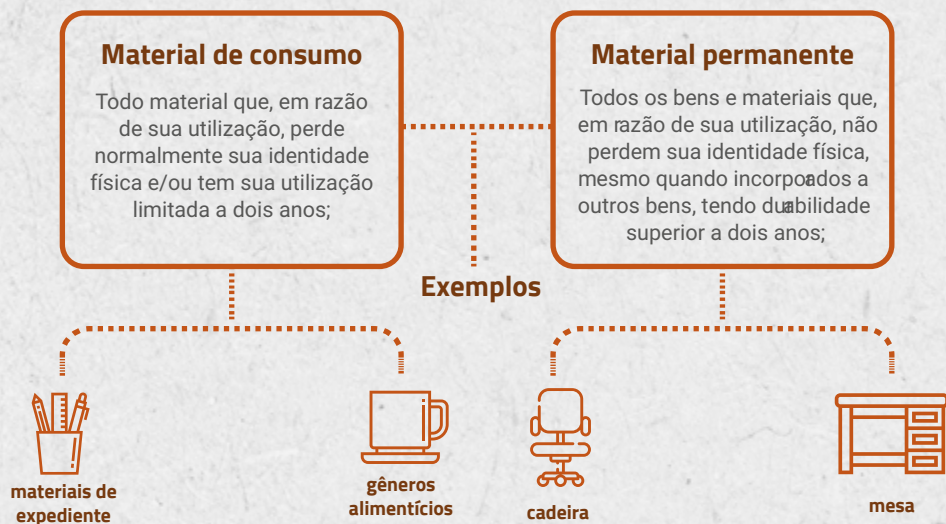 Material de consumo
Todo material que, em razão
de sua utilização, perde
normalmente sua identidade
física e/ou tem sua utilização
limitada a dois anos;
Material permanente
Todos os bens e materiais que,
em razão de sua utilização, não
perdem sua identidade física,
mesmo quando incorporados a
outros bens, tendo durabilidade
superior a dois anos;
Exemplos
materiais de
expediente
gêneros
alimentícios
cadeira
mesa